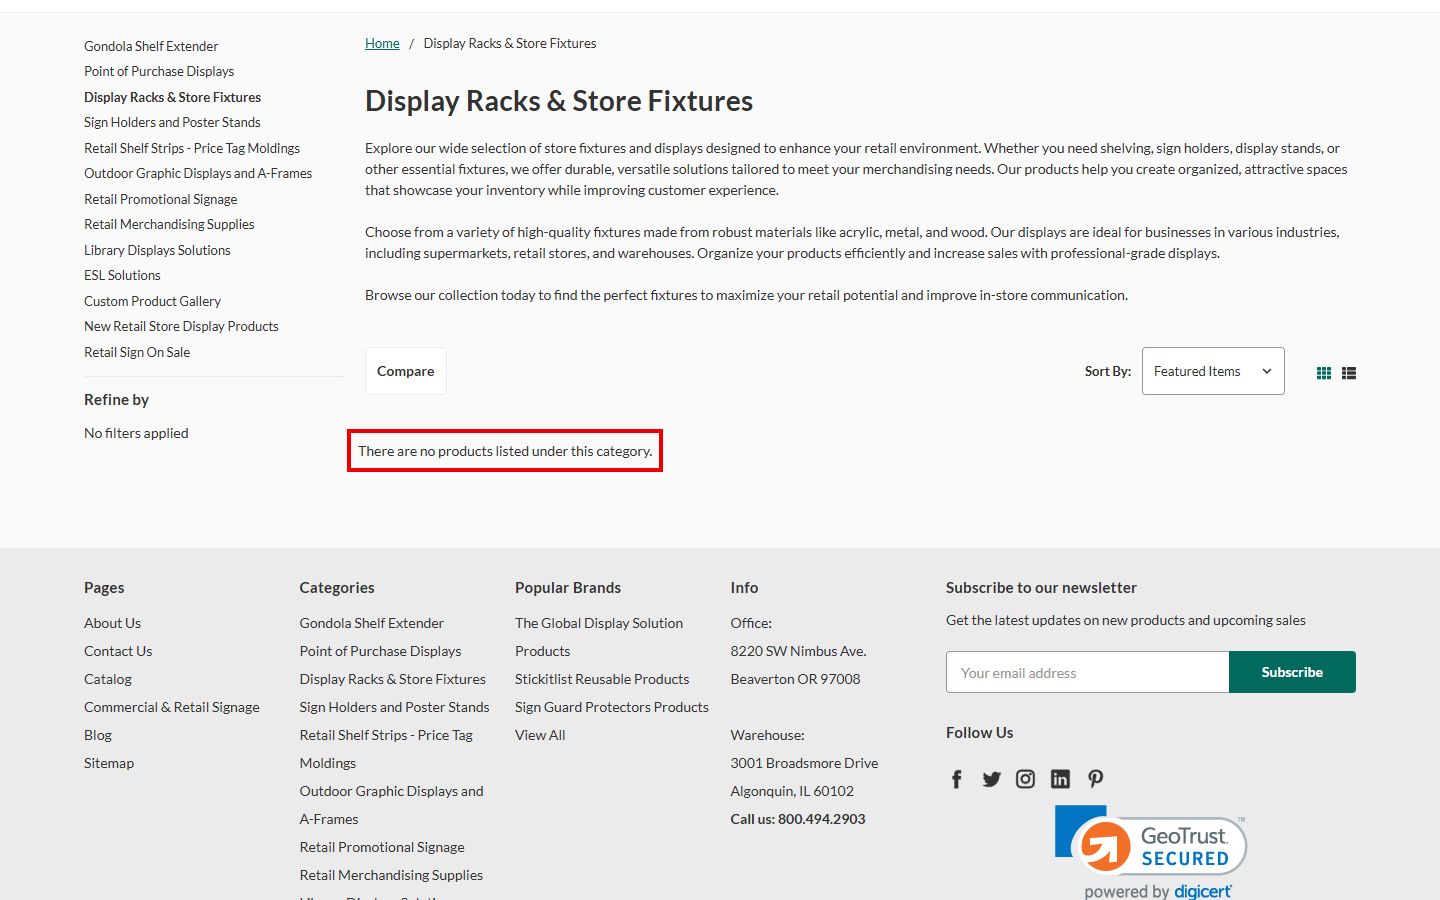 Gondola Shelf Extender
Point of Purchase Displays
Display Racks & Store Fixtures
Sign Holders and Poster Stands
Retail Shelf Strips - Price Tag Moldings
Outdoor Graphic Displays and A-Frames
Retail Promotional Signage
Retail Merchandising Supplies
Library Displays Solutions
ESL Solutions
Custom Product Gallery
New Retail Store Display Products
Retail Sign On Sale
Refine by
No filters applied
Home / Display Racks & Store Fixtures
Display Racks & Store Fixtures
Explore our wide selection of store fixtures and displays designed to enhance your retail environment. Whether you need shelving, sign holders, display stands, or
other essential fixtures, we offer durable, versatile solutions tailored to meet your merchandising needs. Our products help you create organized, attractive spaces
that showcase your inventory while improving customer experience.
Choose from a variety of high-quality fixtures made from robust materials like acrylic, metal, and wood. Our displays are ideal for businesses in various industries,
including supermarkets, retail stores, and warehouses. Organize your products efficiently and increase sales with professional-grade displays.
Browse our collection today to find the perfect fixtures to maximize your retail potential and improve in-store communication.
Compare
Sort By: Featured Items
There are no products listed under this category.
Pages
About Us
Contact Us
Catalog
Commercial & Retail Signage
Blog
Sitemap
Categories
Gondola Shelf Extender
Point of Purchase Displays
Display Racks & Store Fixtures
Sign Holders and Poster Stands
Retail Shelf Strips - Price Tag
Moldings
Outdoor Graphic Displays and
A-Frames
Retail Promotional Signage
Retail Merchandising Supplies
Popular Brands
The Global Display Solution
Products
Stickitlist Reusable Products
Sign Guard Protectors Products
View All
Info
Office:
8220 SW Nimbus Ave.
Beaverton OR 97008
Warehouse:
3001 Broadsmore Drive
Algonquin, IL 60102
Call us: 800.494.2903
Subscribe to our newsletter
Get the latest updates on new products and upcoming sales
Your email address
Subscribe
Follow Us
GeoTrust™
SECURED
powered by digicert